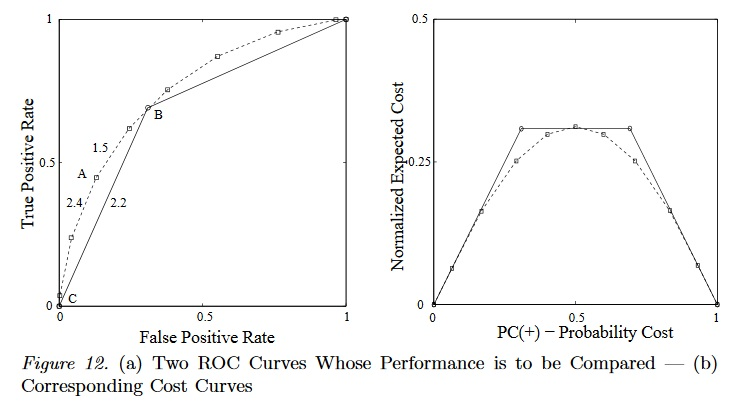 1
True Positive Rate
0.5
0
A
B
C
1.5
2.4
2.2
0
0.5
1
False Positive Rate
0.5
Normalized Expected Cost
0.25
0
0
0.5
1
PC(+) − Probability Cost
Figure 12. (a) Two ROC Curves Whose Performance is to be Compared — (b)
Corresponding Cost Curves